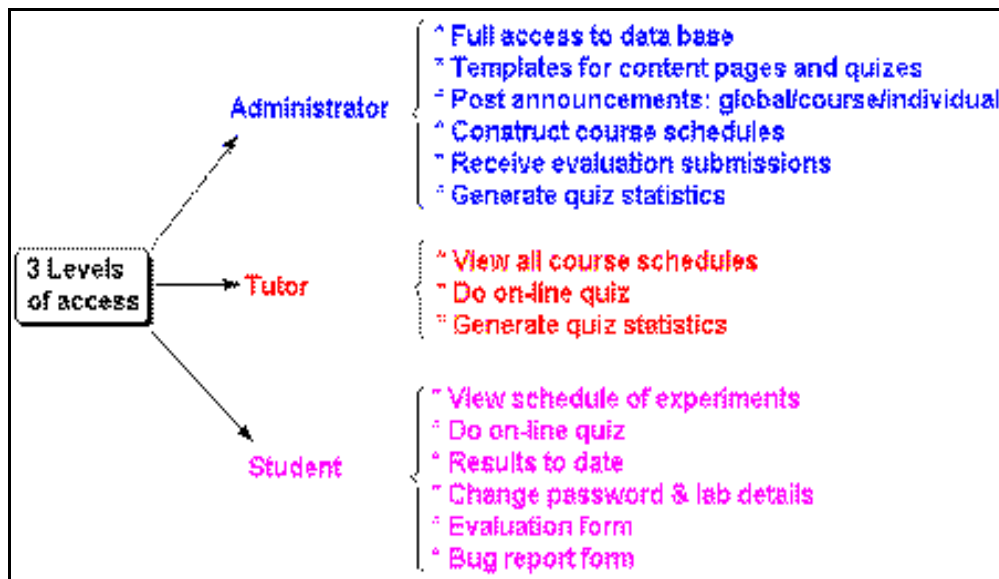 3 Levels
of access
Administrator
* Full access to data base
* Templates for content pages and quizes
* Post announcements: global/course/individual
* Construct course schedules
* Receive evaluation submissions
* Generate quiz statistics
Tutor
* View all course schedules
* Do on-line quiz
* Generate quiz statistics
Student
* View schedule of experiments
* Do on-line quiz
* Results to date
* Change password & lab details
* Evaluation form
* Bug report form